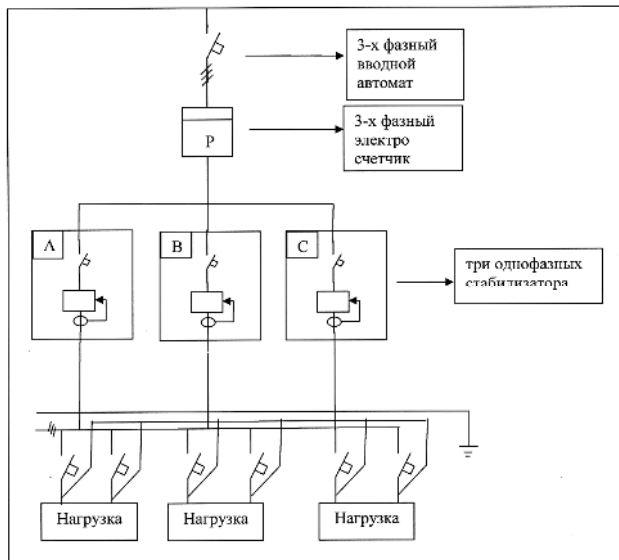 3-х фазный
вводной
автомат
3-х фазный
электро
счетчик
Р
А
В
С
три однофазных
стабилизатора
Нагрузка
Нагрузка
Нагрузка